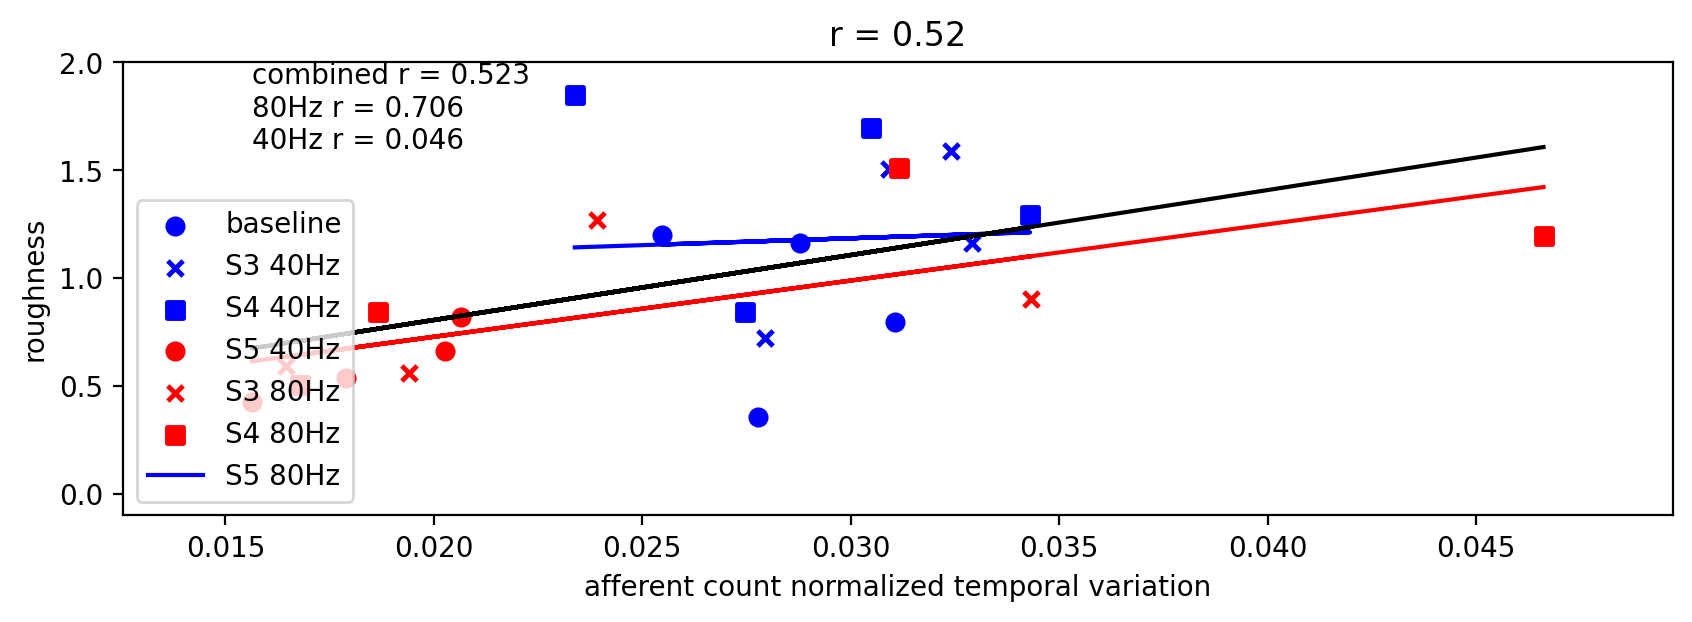 r = 0.52
combined r = 0.523
80Hz r = 0.706
40Hz r = 0.046
2.0
1.5
1.0
0.5
0.0
roughness
baseline
S3 40Hz
S4 40Hz
S5 40Hz
S3 80Hz
S4 80Hz
S5 80Hz
0.015 0.020 0.025 0.030 0.035 0.040 0.045
afferent count normalized temporal variation